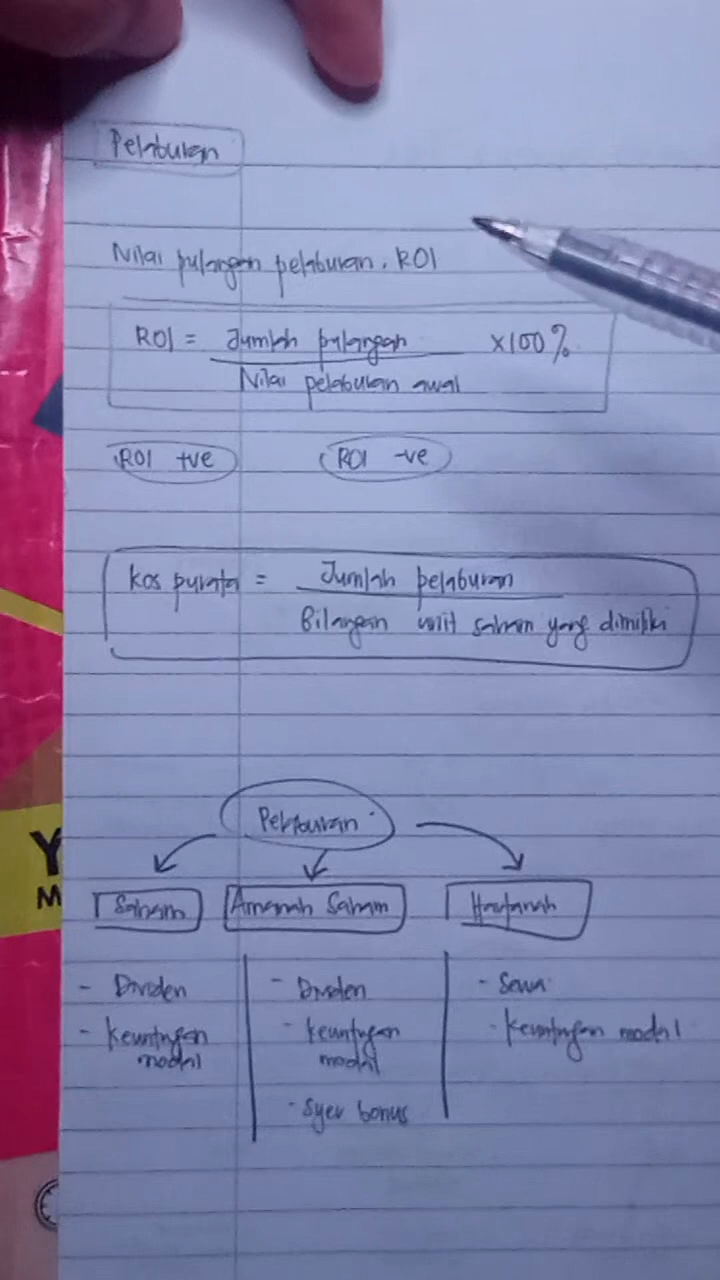 Pelaburan
Nilai pulangan pelaburan, ROI
ROI = Jumlah pulangan x100%
Nilai pelaburan awal
ROI +ve ROI -ve
Kos purata = Jumlah pelaburan
Bilangan unit saham yang dimiliki
Pelaburan
Saham Amanah Saham Hartanah
- Dividen - Dividen - Sewa
- Keuntungan - Keuntungan - Keuntungan modal
modal modal
- Syer bonus
Y
M